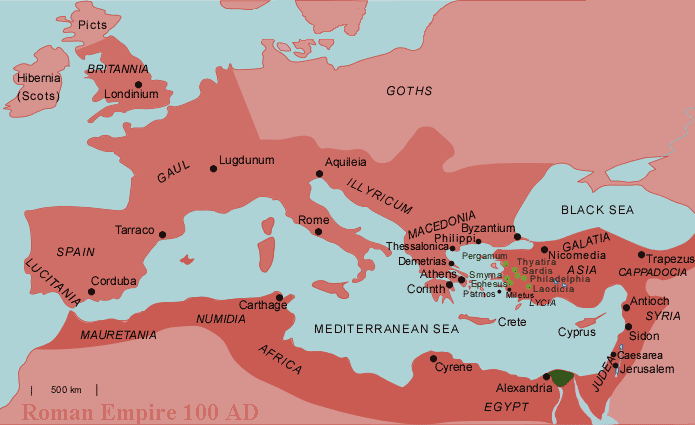 Picts
BRITANNIA
Hibernia
(Scots)
Londinium
GOTHS
GAUL
Lugdunum
Aquileia
ILLYRICUM
BLACK SEA
MACEDONIA
Byzantium
Rome
Tarraco
Philippi
GALATIA
Thessalonica
Nicomedia
Pergamum
Trapezus
SPAIN
Demetrias
Thyatira
ASIA
CAPPADOCIA
Sardis
Athens
Smyrna
Philadelphia
LUCITANIA
Corduba
Ephesus
Laodicia
Corinth
Patmos
Miletus
LYCIA
Antioch
Carthage
SYRIA
NUMIDIA
Crete
MEDITERRANEAN SEA
Cyprus
MAURETANIA
Sidon
AFRICA
Caesarea
Cyrene
JUDEA
Jerusalem
Alexandria
500 km
EGYPT
Roman Empire 100 AD